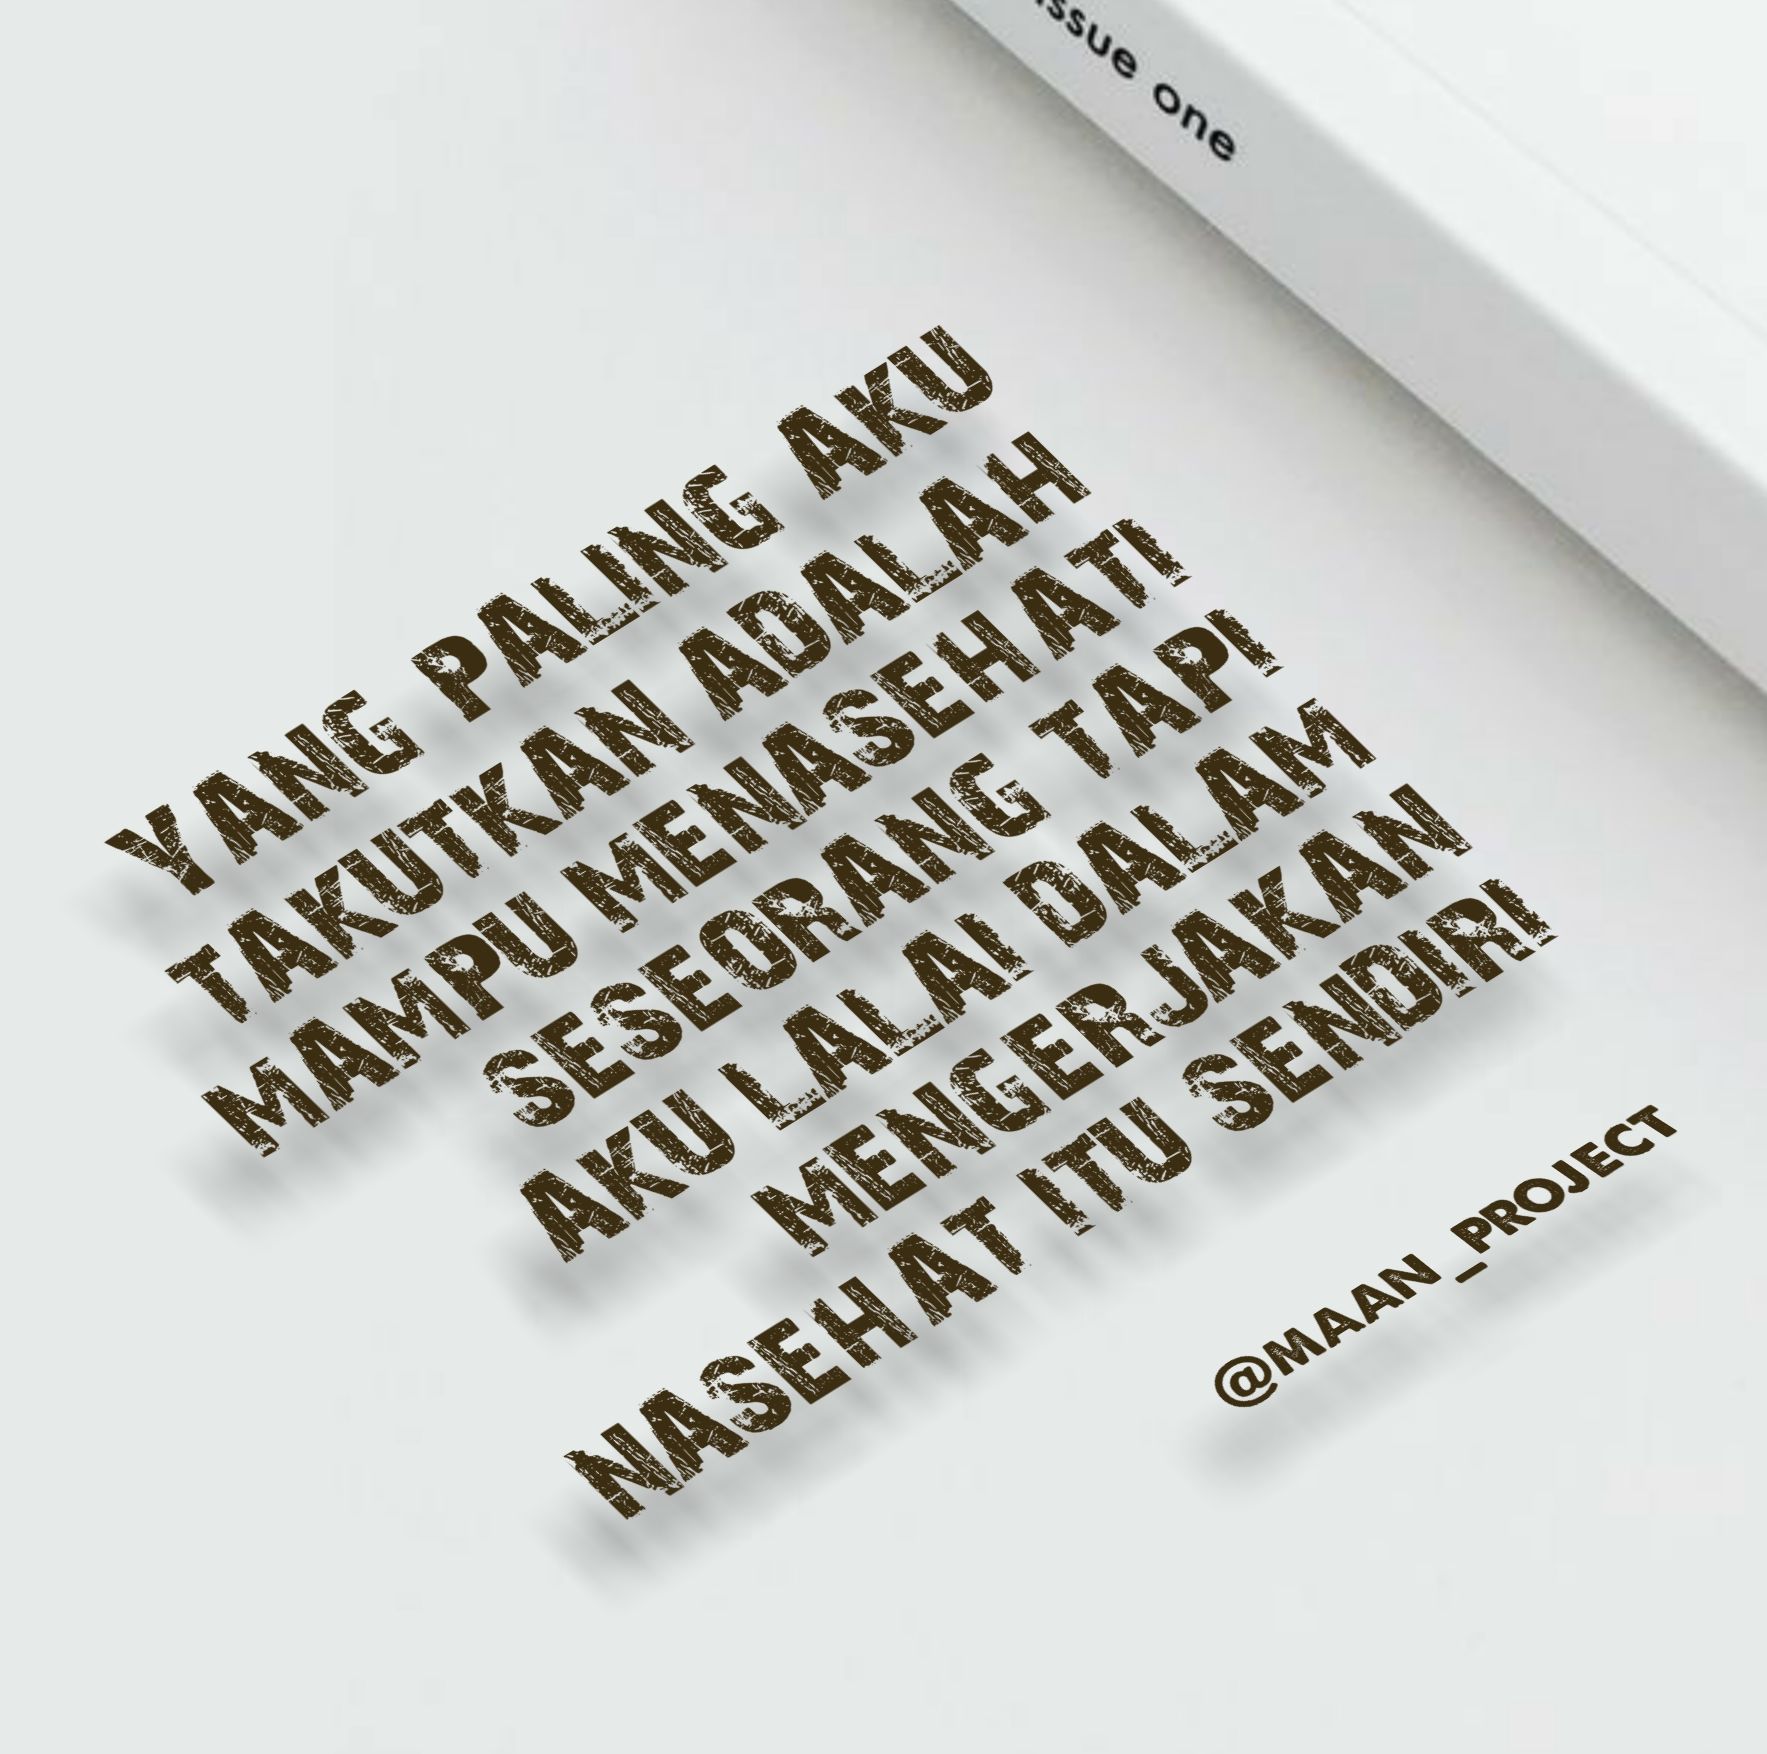 issue one
YANG PALING AKU
TAKUTKAN ADALAH
MAMPU MENASEHATI
SESEORANG TAPI
AKU LALAI DALAM
MENGERJAKAN
NASEHAT ITU SENDIRI
@MAAN_PROJECT